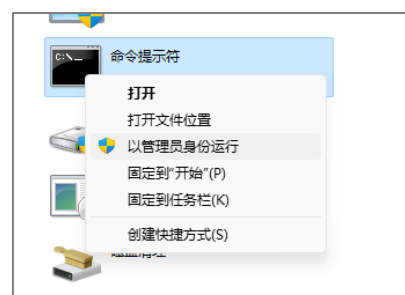 C:\_
命令提示符
打开
打开文件位置
以管理员身份运行
固定到"开始"(P)
固定到任务栏(K)
创建快捷方式(S)